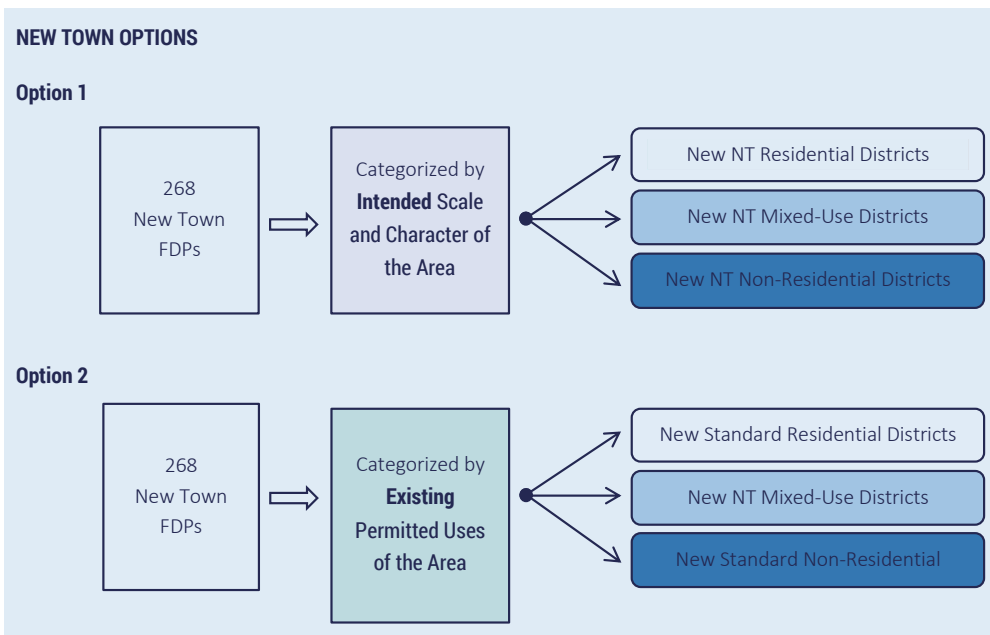 NEW TOWN OPTIONS
Option 1
268
New Town
FDPs
Categorized by
Intended Scale
and Character of
the Area
New NT Residential Districts
New NT Mixed-Use Districts
New NT Non-Residential Districts
Option 2
268
New Town
FDPs
Categorized by
Existing
Permitted Uses
of the Area
New Standard Residential Districts
New NT Mixed-Use Districts
New Standard Non-Residential